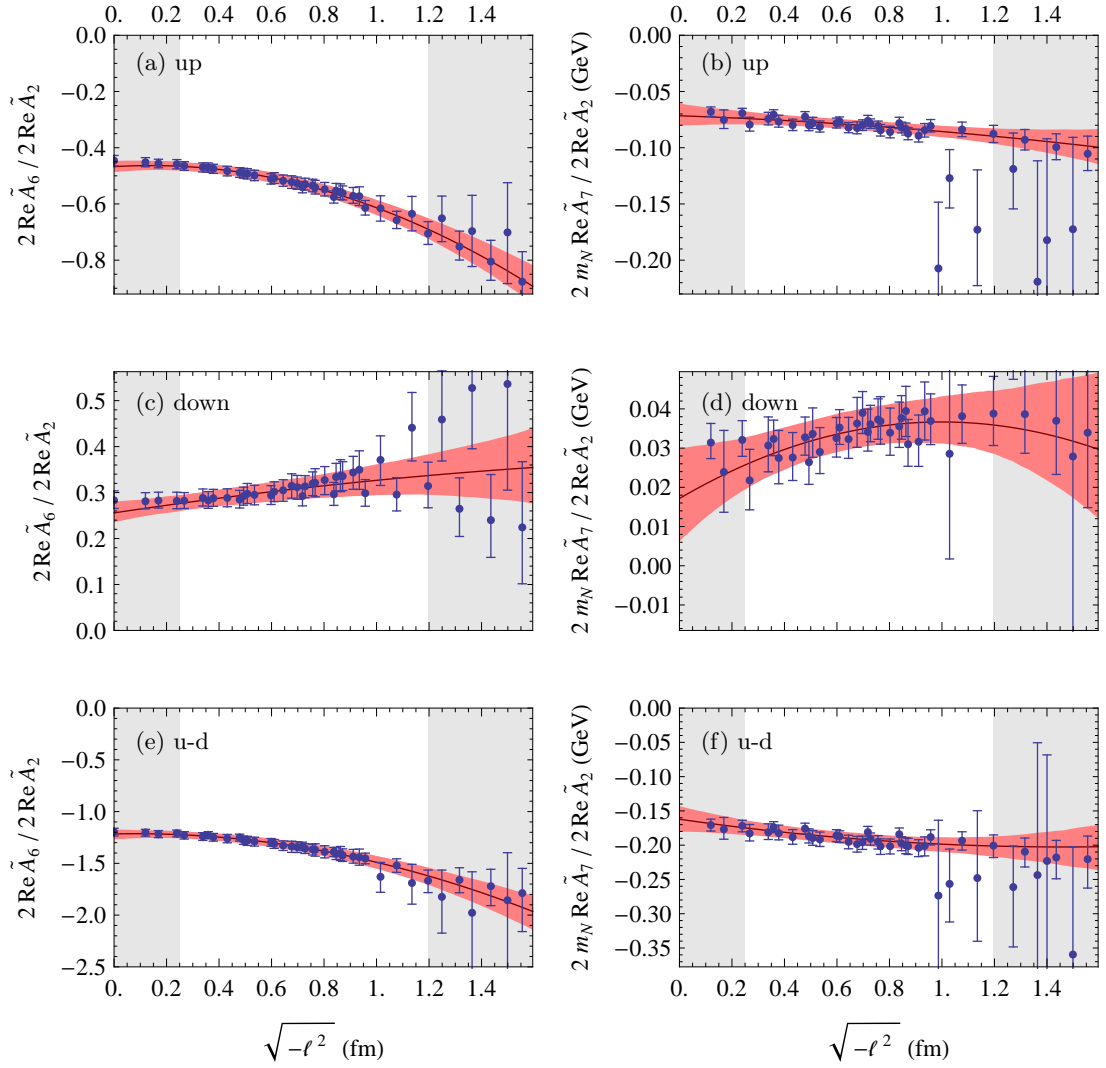 0. 0.2 0.4 0.6 0.8 1. 1.2 1.4
0. 0.2 0.4 0.6 0.8 1. 1.2 1.4
(a) up
0.0
−0.2
−0.4
−0.6
−0.8
2 Re Ã₆ / 2 Re Ã₂
(b) up
0.00
−0.05
−0.10
−0.15
−0.20
2 m_N Re Ã₇ / 2 Re Ã₂ (GeV)
(c) down
0.5
0.4
0.3
0.2
0.1
0.0
2 Re Ã₆ / 2 Re Ã₂
(d) down
0.04
0.03
0.02
0.01
0.00
−0.01
2 m_N Re Ã₇ / 2 Re Ã₂ (GeV)
(e) u-d
0.0
−0.5
−1.0
−1.5
−2.0
−2.5
2 Re Ã₆ / 2 Re Ã₂
(f) u-d
0.00
−0.05
−0.10
−0.15
−0.20
−0.25
−0.30
−0.35
2 m_N Re Ã₇ / 2 Re Ã₂ (GeV)
0. 0.2 0.4 0.6 0.8 1. 1.2 1.4
0. 0.2 0.4 0.6 0.8 1. 1.2 1.4
√−ℓ² (fm)
√−ℓ² (fm)